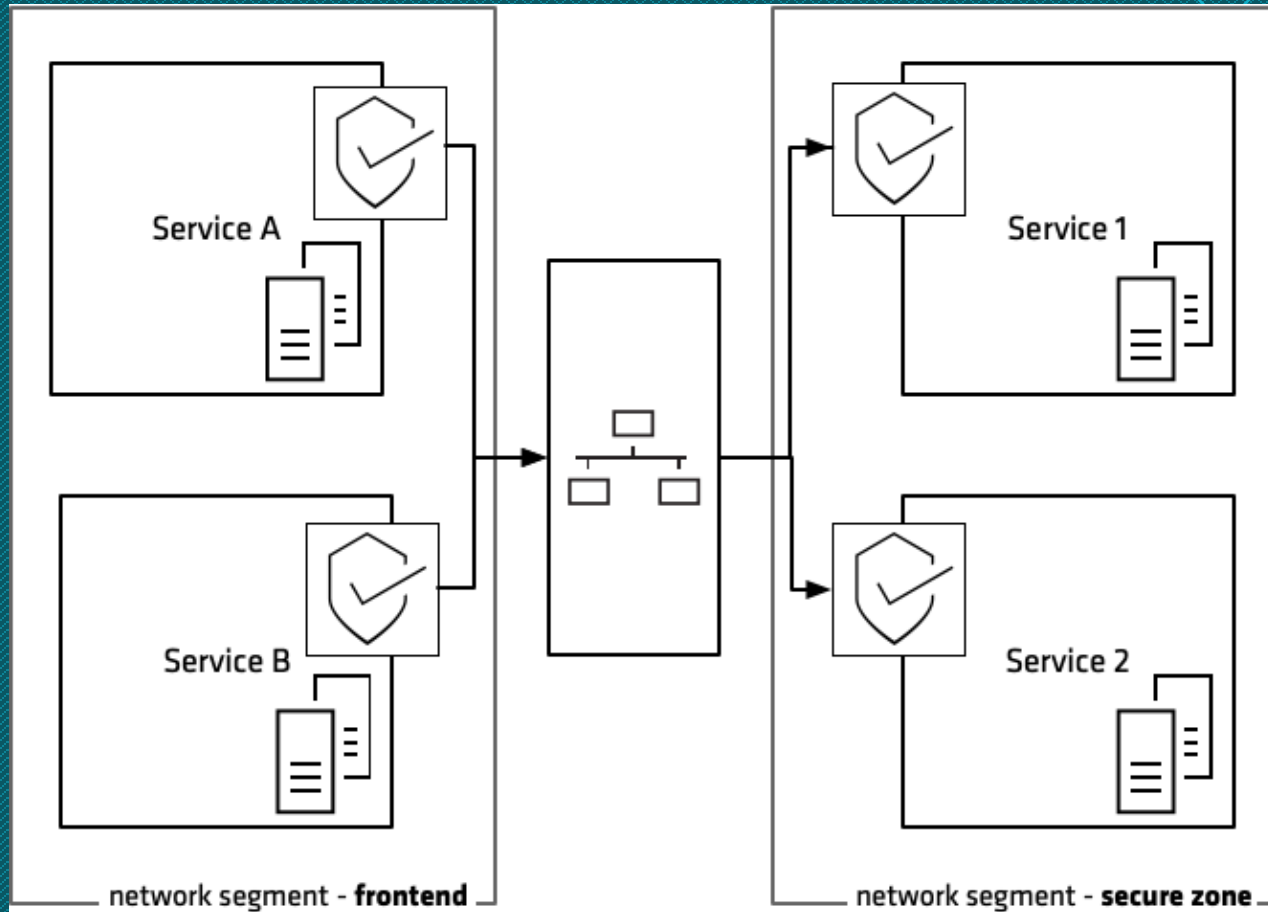 Service A
Service 1
Service B
Service 2
network segment - frontend
network segment - secure zone